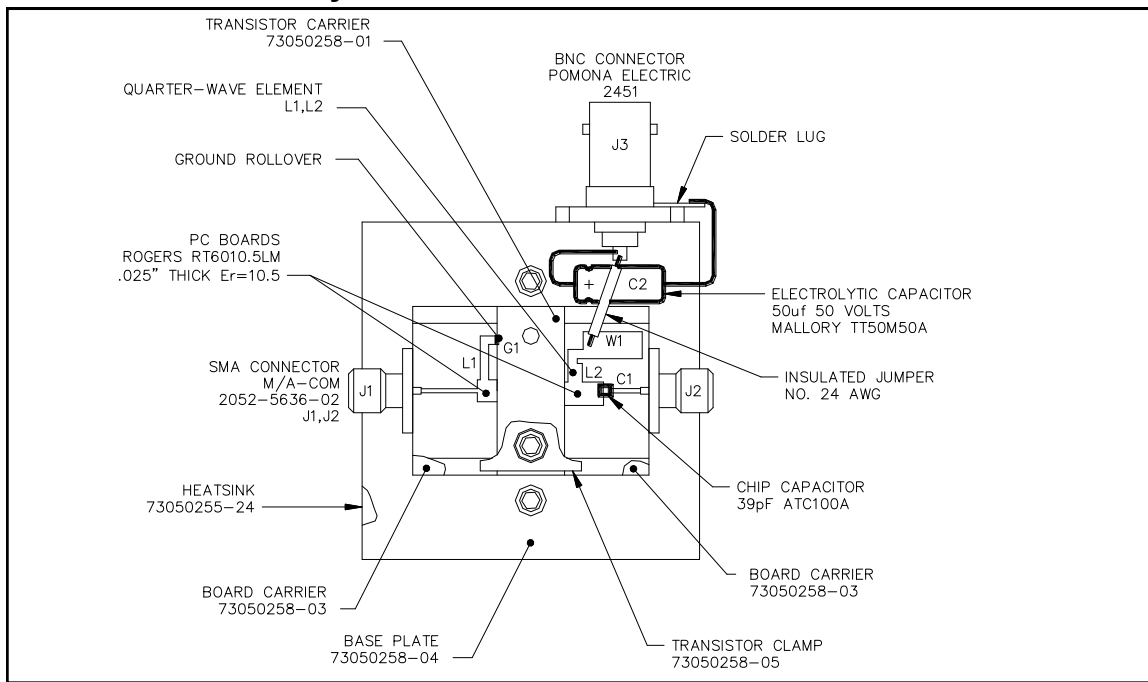 TRANSISTOR CARRIER
73050258-01
BNC CONNECTOR
POMONA ELECTRIC
2451
QUARTER-WAVE ELEMENT
L1,L2
J3
SOLDER LUG
GROUND ROLLOVER
PC BOARDS
ROGERS RT6010.5LM
.025" THICK Er=10.5
+
C2
ELECTROLYTIC CAPACITOR
50uf 50 VOLTS
MALLORY TT50M50A
G1
W1
L1
L2
C1
SMA CONNECTOR
M/A-COM
2052-5636-02
J1,J2
J1
J2
INSULATED JUMPER
NO. 24 AWG
CHIP CAPACITOR
39pF ATC100A
HEATSINK
73050255-24
BOARD CARRIER
73050258-03
BOARD CARRIER
73050258-03
BASE PLATE
73050258-04
TRANSISTOR CLAMP
73050258-05